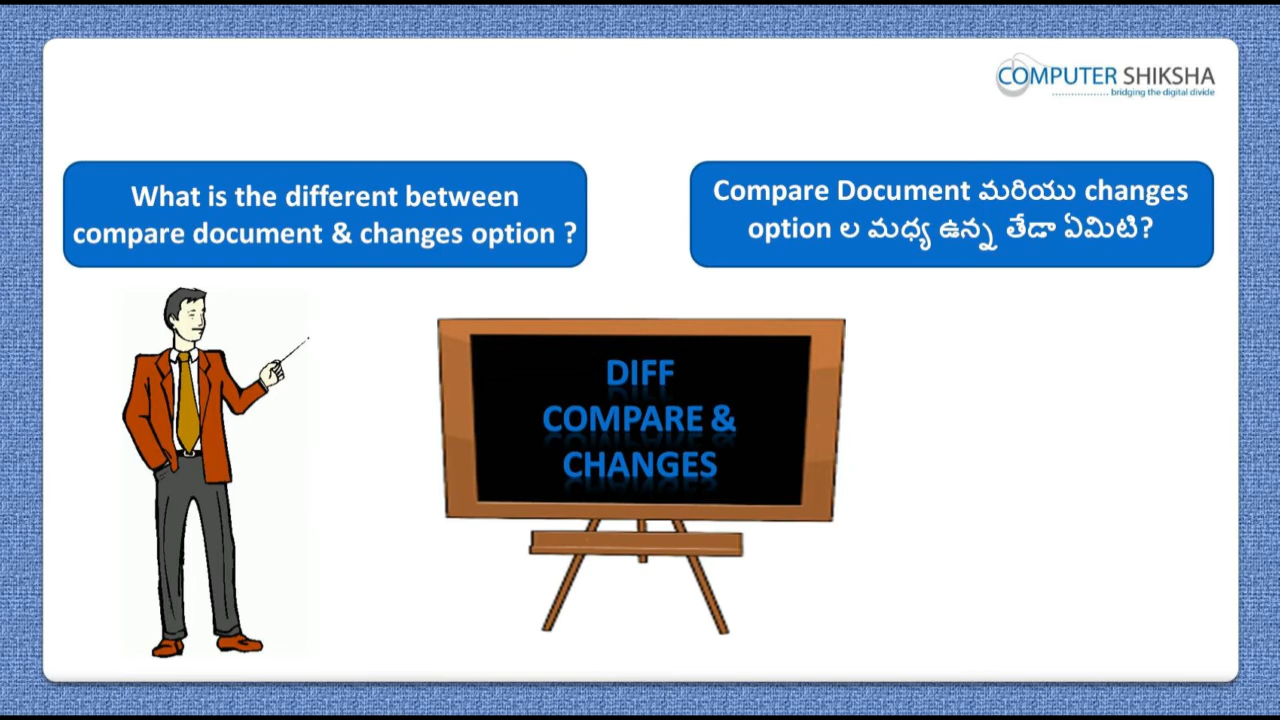 COMPUTER SHIKSHA
bridging the digital divide
What is the different between
compare document & changes option ?
Compare Document మరియు changes
option ల మధ్య ఉన్న తేడా ఏమిటి?
DIFF
COMPARE &
CHANGES